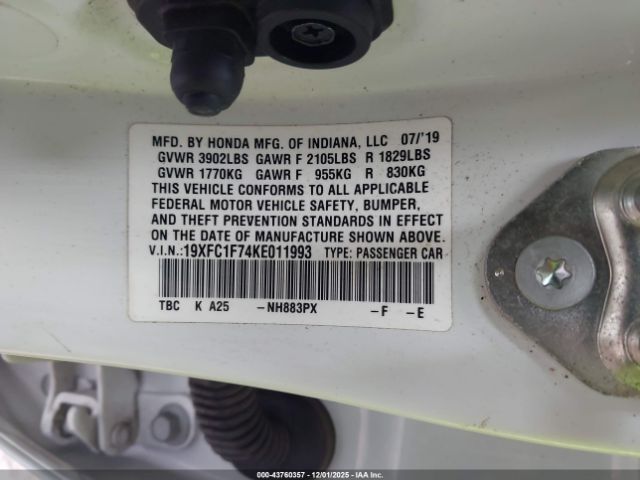 MFD. BY HONDA MFG. OF INDIANA, LLC 07/'19
GVWR 3902LBS GAWR F 2105LBS R 1829LBS
GVWR 1770KG GAWR F 955KG R 830KG
THIS VEHICLE CONFORMS TO ALL APPLICABLE
FEDERAL MOTOR VEHICLE SAFETY, BUMPER,
AND THEFT PREVENTION STANDARDS IN EFFECT
ON THE DATE OF MANUFACTURE SHOWN ABOVE.
V.I.N.:19XFC1F74KE011993 TYPE: PASSENGER CAR
TBC K A25 -NH883PX -F -E
000-43760357 - 12/01/2025 - IAA Inc.